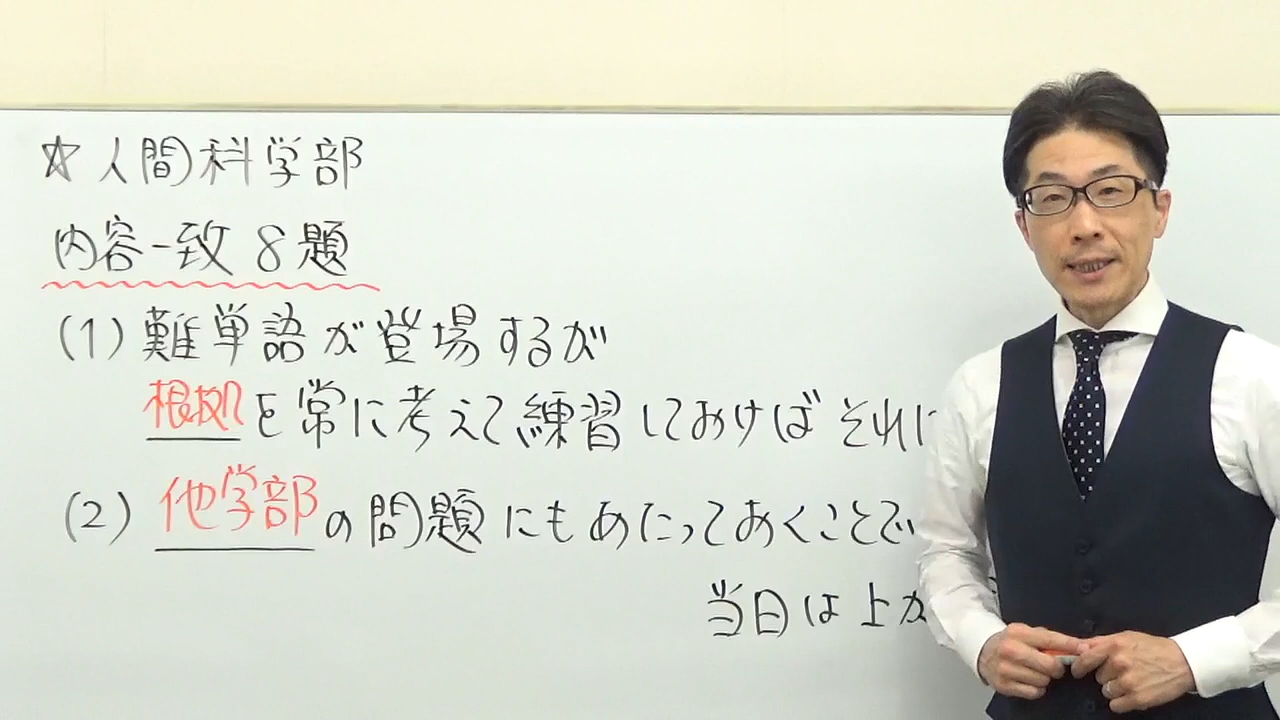 ☆人間科学部
内容一致 8題
(1) 難単語が登場するが
根拠を常に考えて練習しておけばそれに
(2) 他学部の問題にもあたっておくことで
当日は上